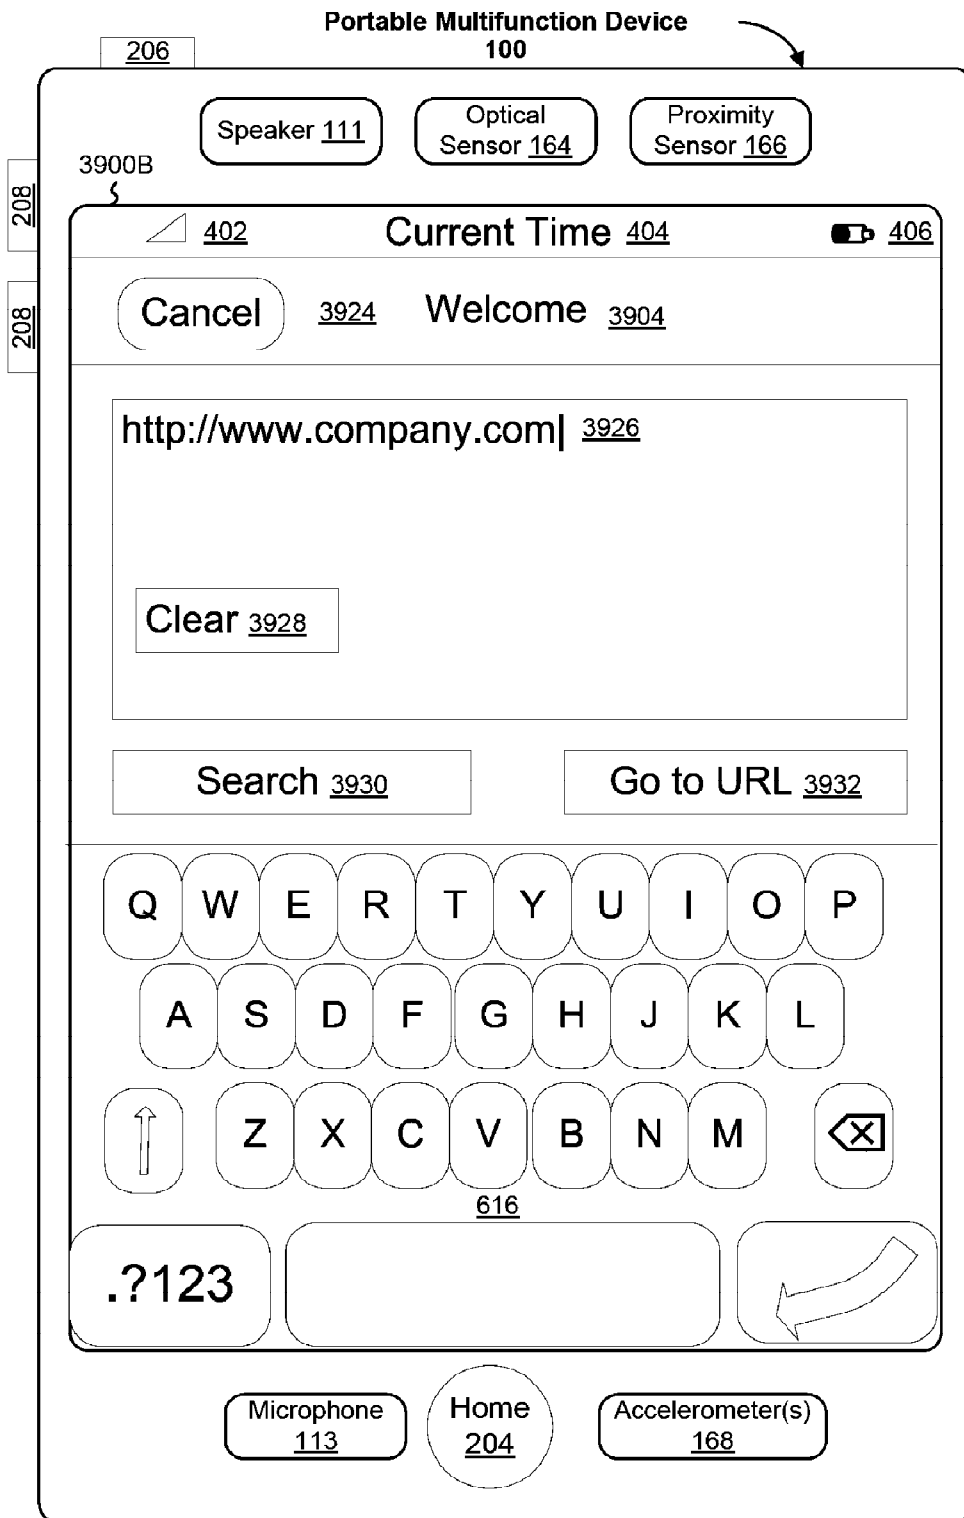 Portable Multifunction Device
100
206
Speaker 111
Optical
Sensor 164
Proximity
Sensor 166
3900B
208
208
402 Current Time 404 406
Cancel 3924 Welcome 3904
http://www.company.com 3926
Clear 3928
Search 3930 Go to URL 3932
Q W E R T Y U I O P
A S D F G H J K L
Z X C V B N M
616
.?123
Microphone
113
Home
204
Accelerometer(s)
168